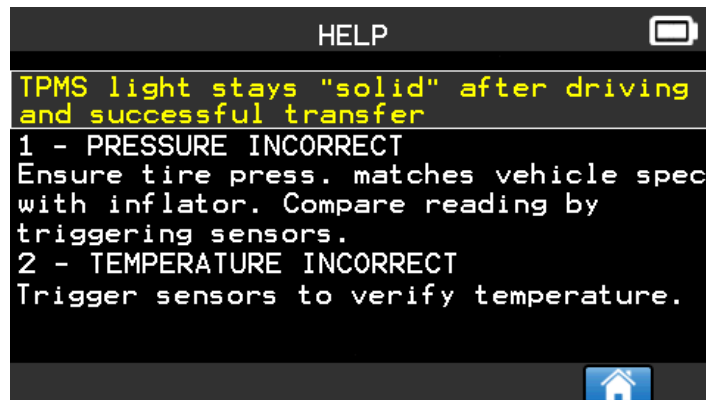 HELP
TPMS light stays "solid" after driving
and successful transfer
1 - PRESSURE INCORRECT
Ensure tire press. matches vehicle spec
with inflator. Compare reading by
triggering sensors.
2 - TEMPERATURE INCORRECT
Trigger sensors to verify temperature.